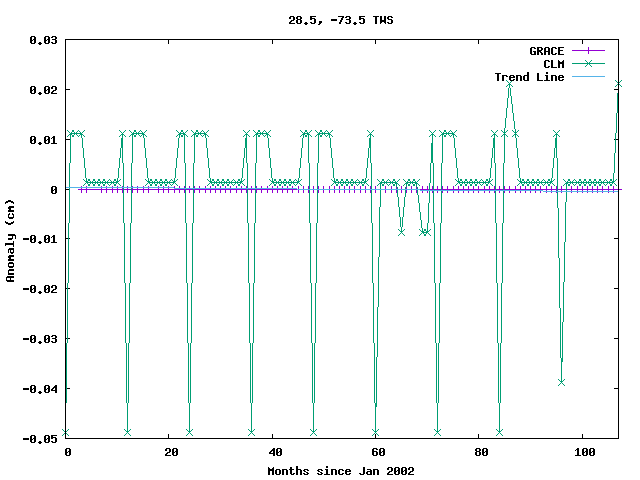 28.5, -73.5 TWS
GRACE
CLM
Trend Line
0.03
0.02
0.01
0
-0.01
-0.02
-0.03
-0.04
-0.05
Anomaly (cm)
0 20 40 60 80 100
Months since Jan 2002